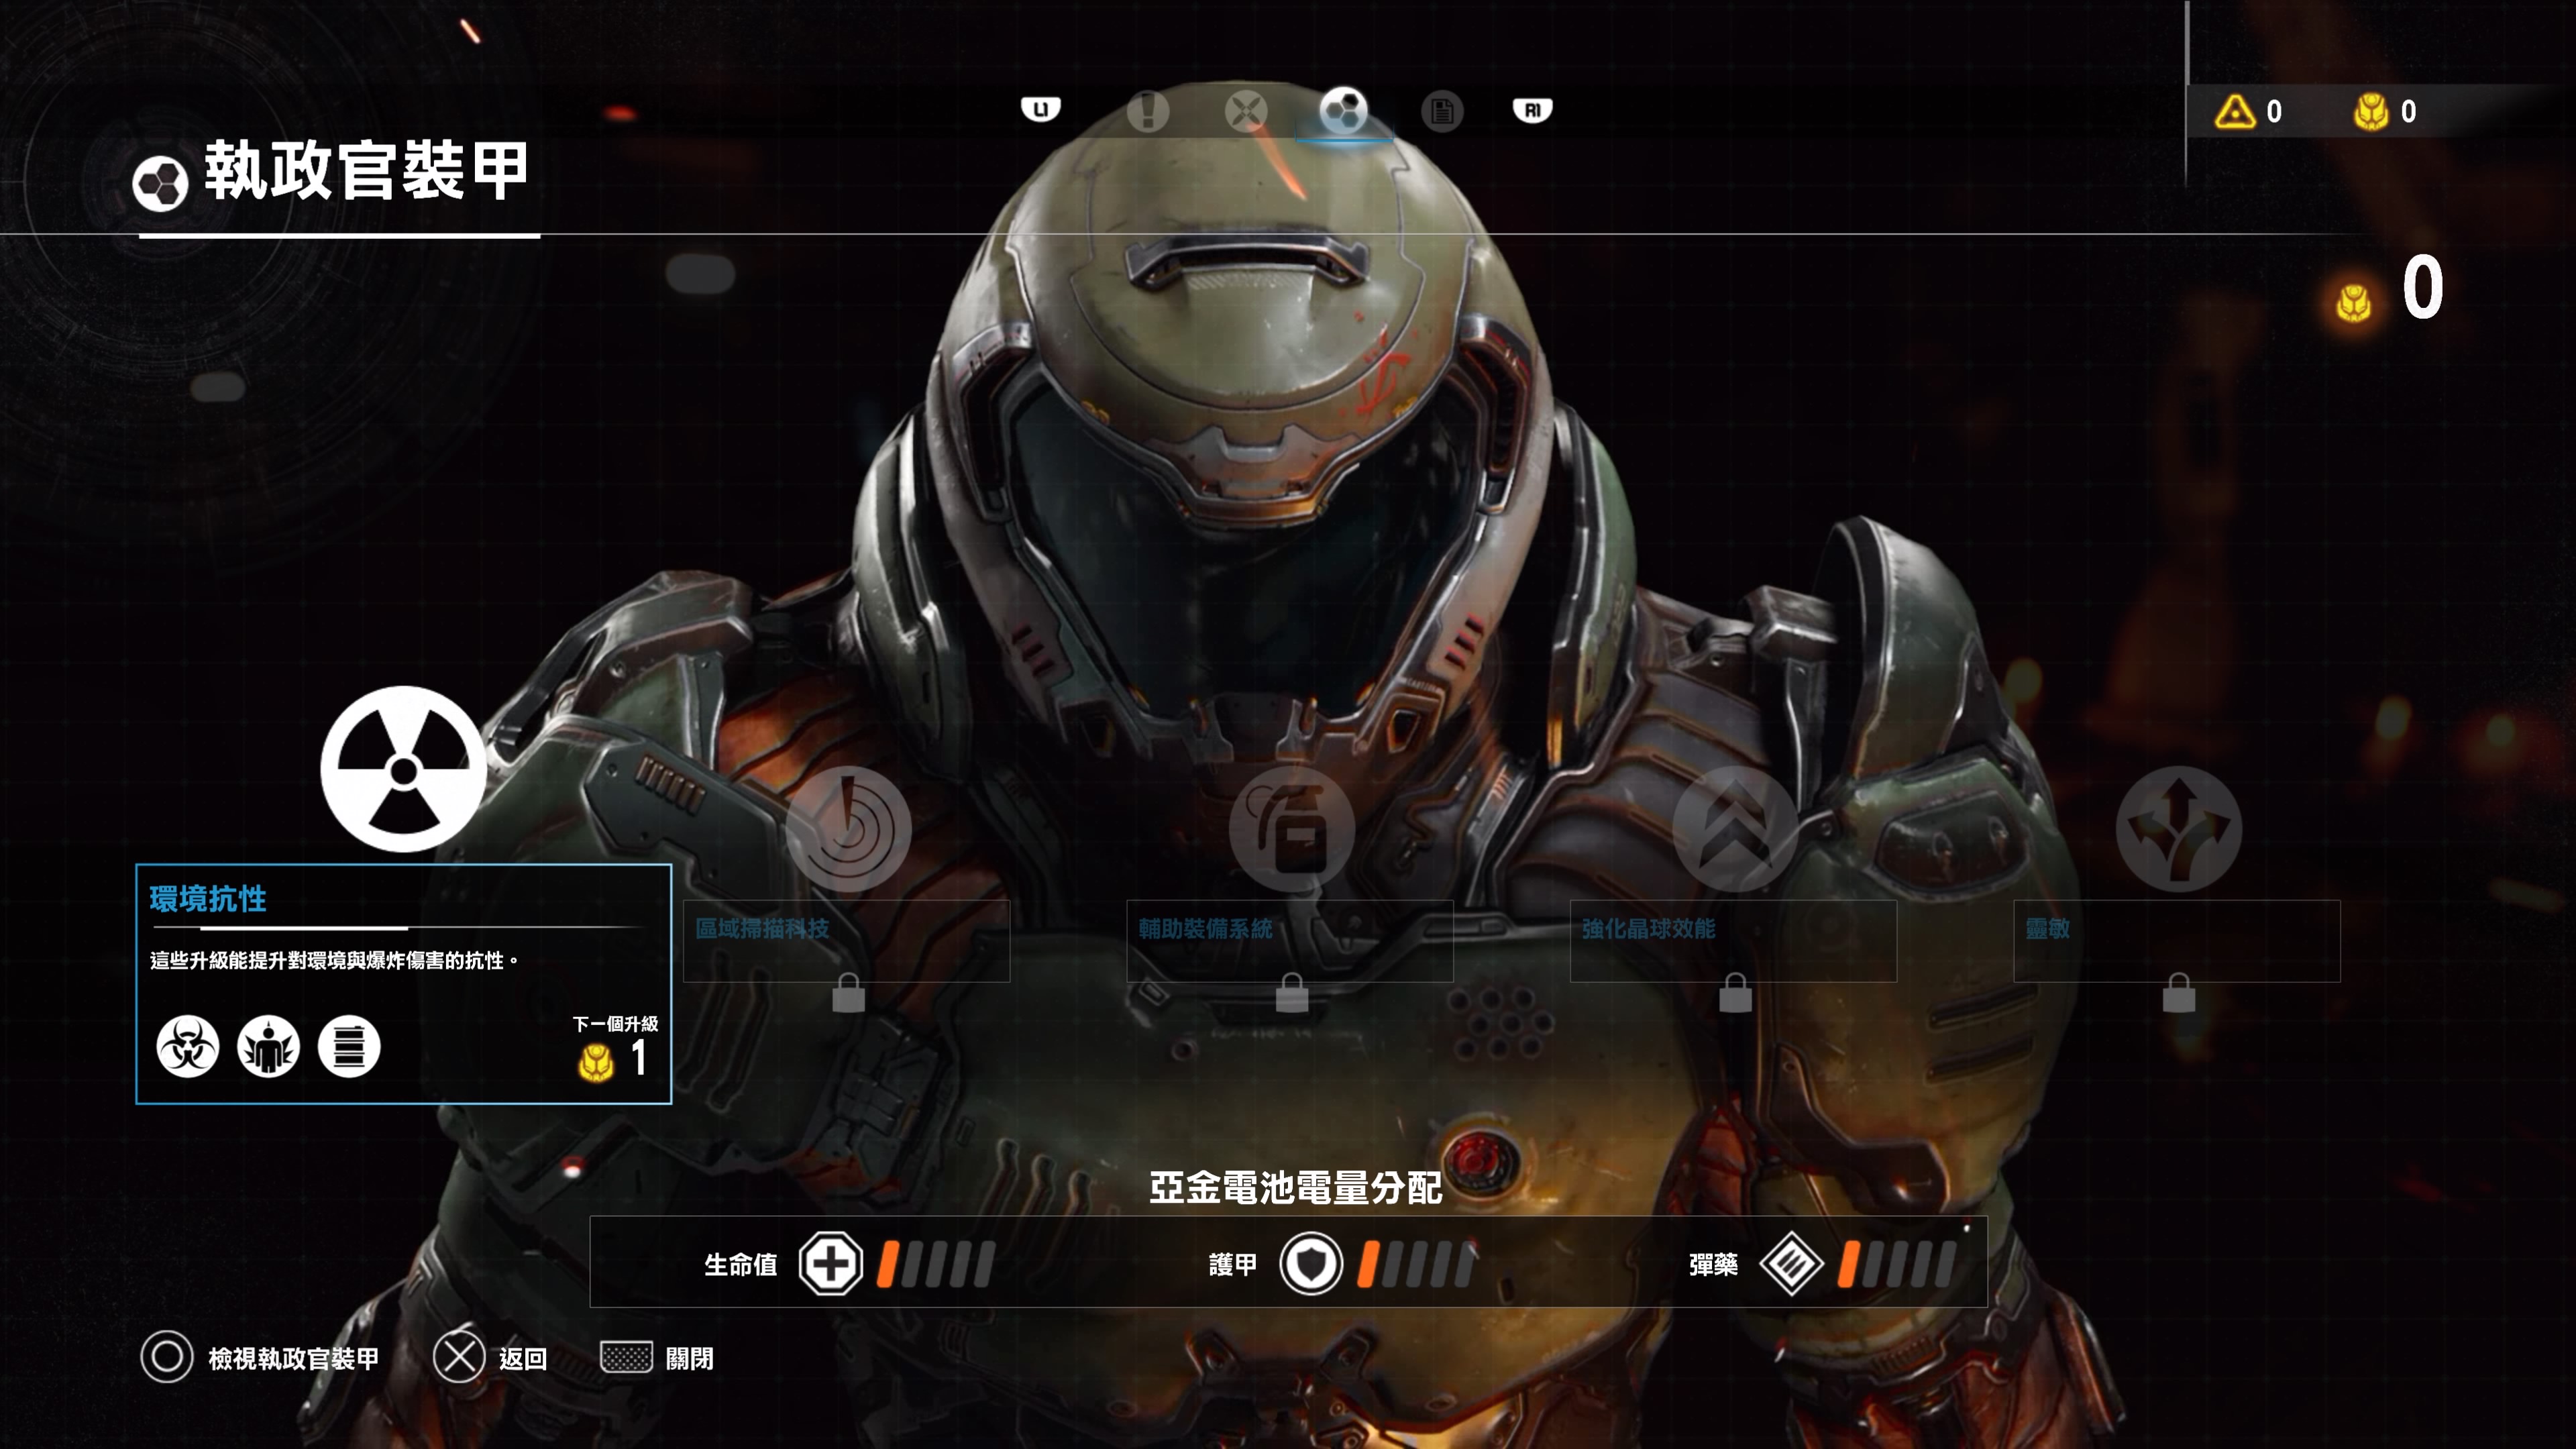 L1
R1
0
0
執政官裝甲
0
環境抗性
這些升級能提升對環境與爆炸傷害的抗性。
下一個升級
1
區域掃描科技
輔助裝備系統
強化晶球效能
靈敏
亞金電池電量分配
生命值
護甲
彈藥
檢視執政官裝甲
返回
關閉